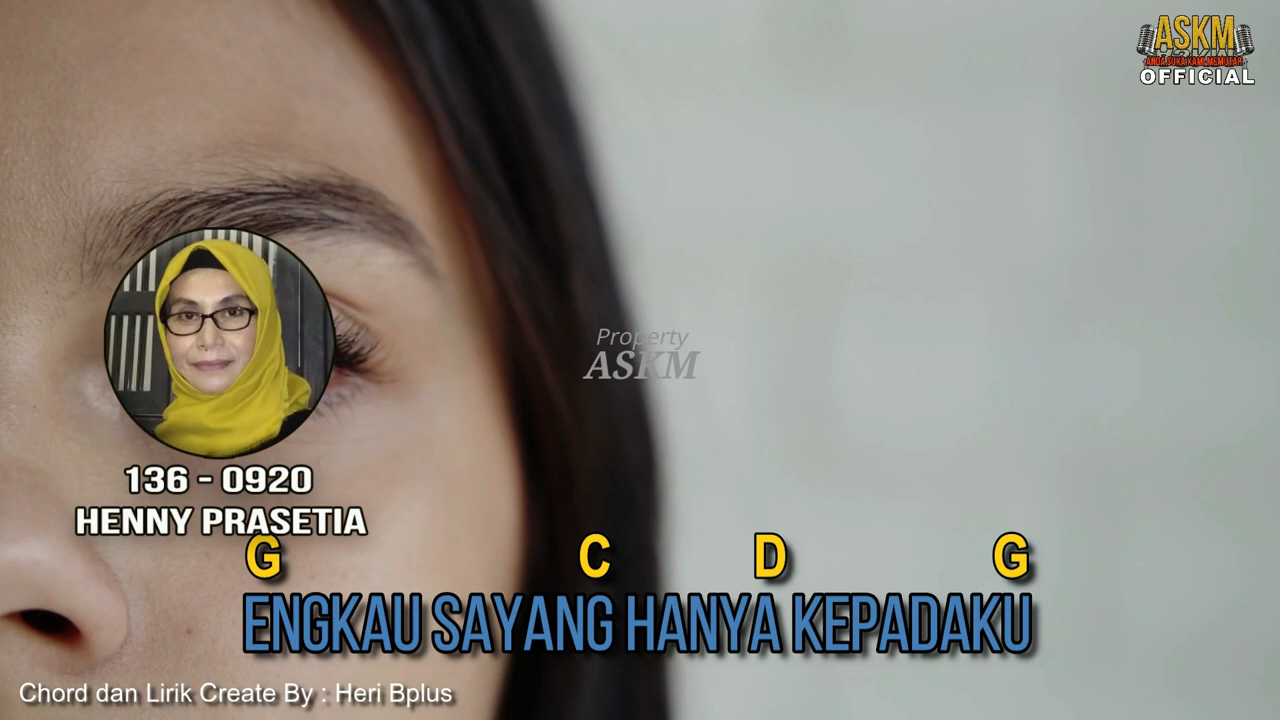 ASKM
ANDA SUKA KAMI MEMUTAR
OFFICIAL
Property
ASKM
136 - 0920
HENNY PRASETIA
G C D G
ENGKAU SAYANG HANYA KEPADAKU
Chord dan Lirik Create By : Heri Bplus